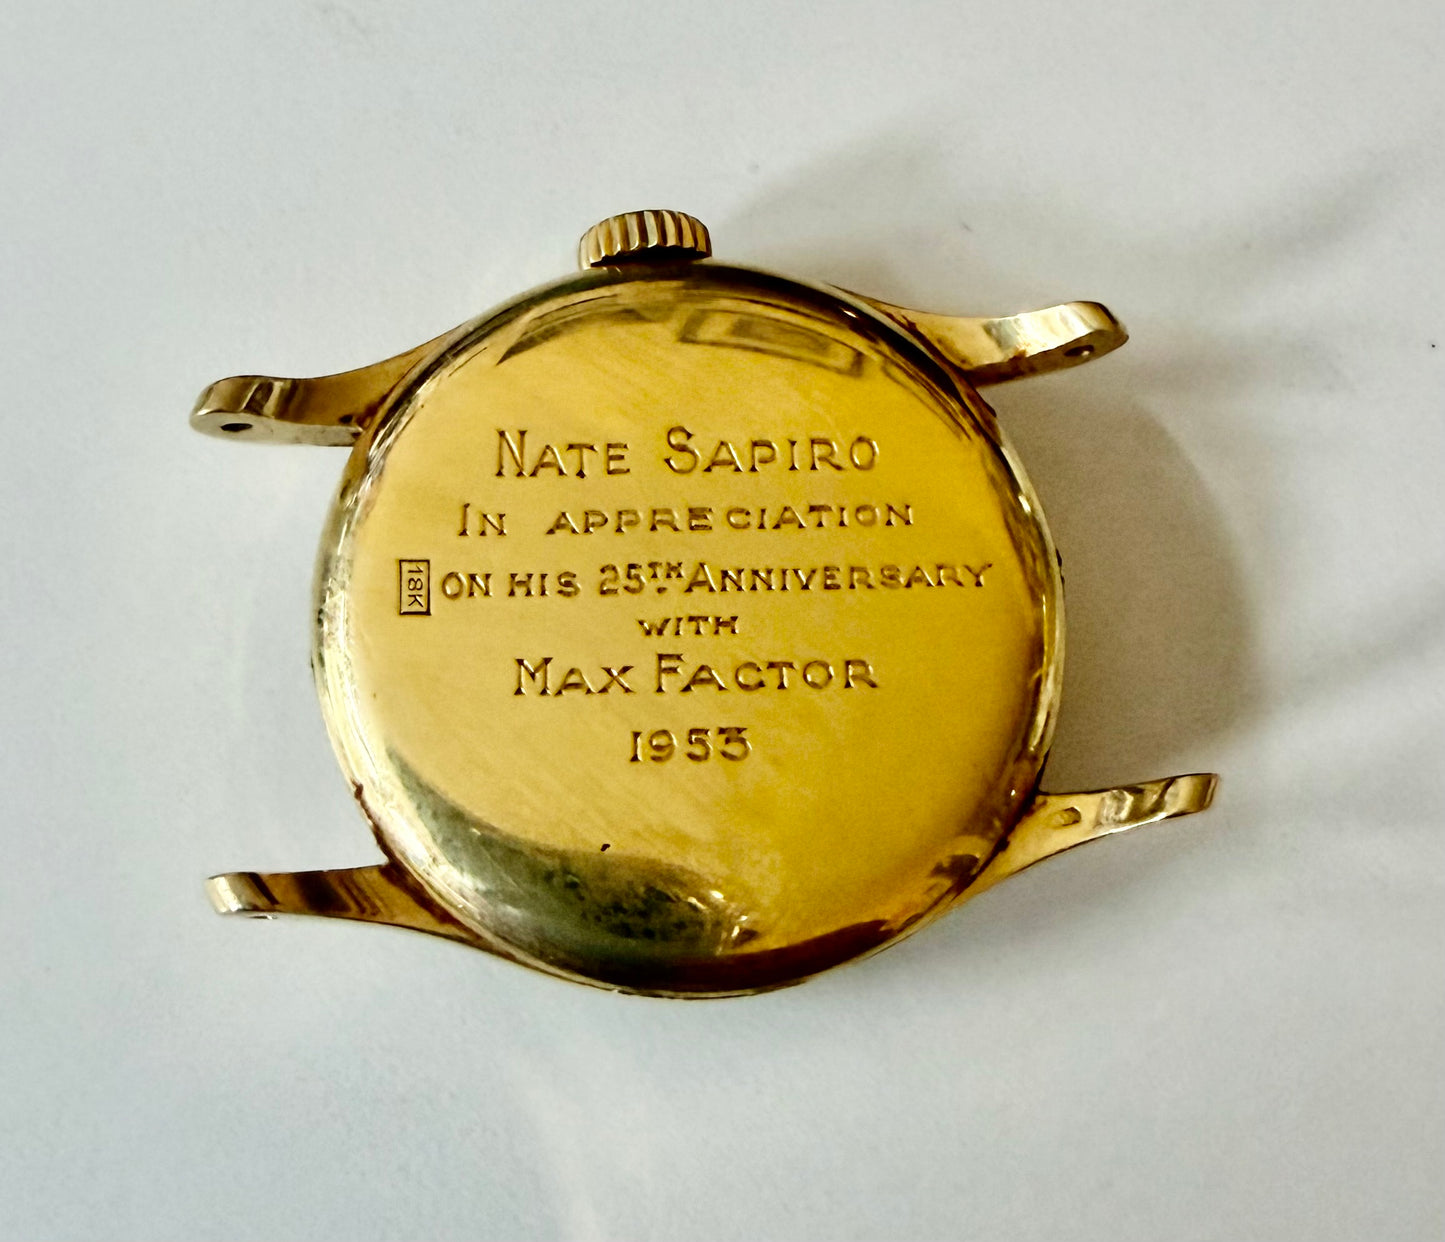 NATE SAPIRO
IN APPRECIATION
18K
ON HIS 25TH ANNIVERSARY
WITH
MAX FACTOR
1953